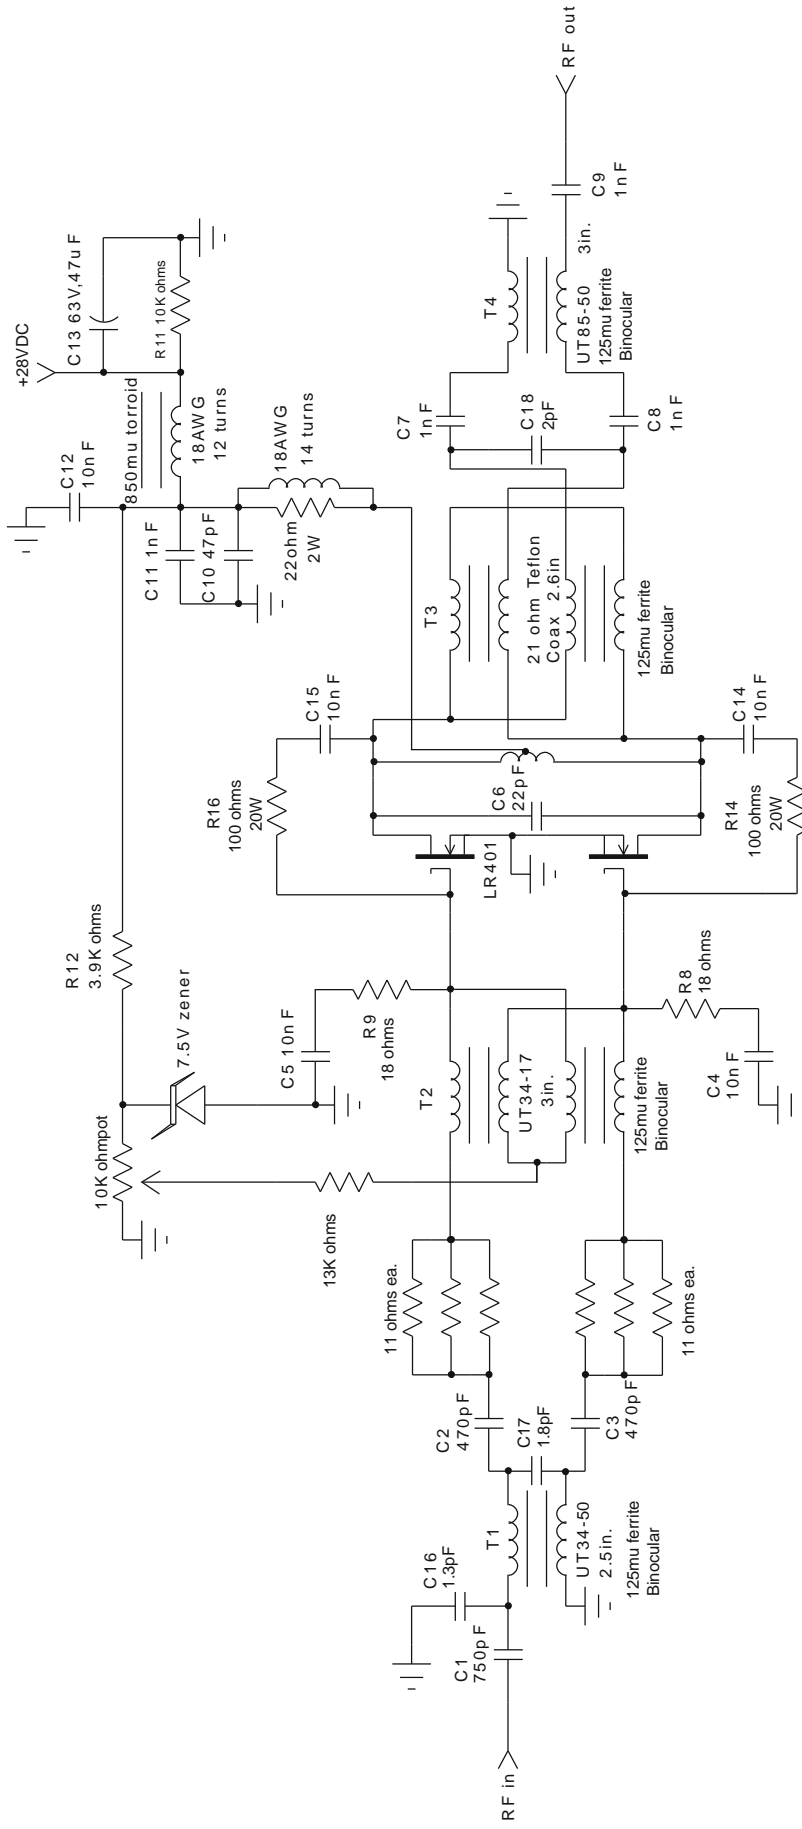 RF in
C1
750pF
C16
1.3pF
T1
UT34-50
2.5in.
125mu ferrite
Binocular
C2
470pF
C17
1.8pF
C3
470pF
11 ohms ea.
11 ohms ea.
10K ohmpot
13K ohms
7.5V zener
R12
3.9K ohms
C5 10nF
R9
18 ohms
T2
UT34-17
3in.
125mu ferrite
Binocular
R8
18 ohms
C4
10nF
R16
100 ohms
20W
C15
10nF
LR401
C6
22pF
R14
100 ohms
20W
C14
10nF
T3
21 ohm Teflon
Coax 2.6in
125mu ferrite
Binocular
C12
10nF
C11 1nF
C10 47pF
22ohm
2W
18AWG
14 turns
850mu torroid
18AWG
12 turns
+28VDC
C13 63V,47uF
R11 10K ohms
C7
1nF
C18
2pF
C8
1nF
T4
UT85-50
3in.
125mu ferrite
Binocular
C9
1nF
RF out